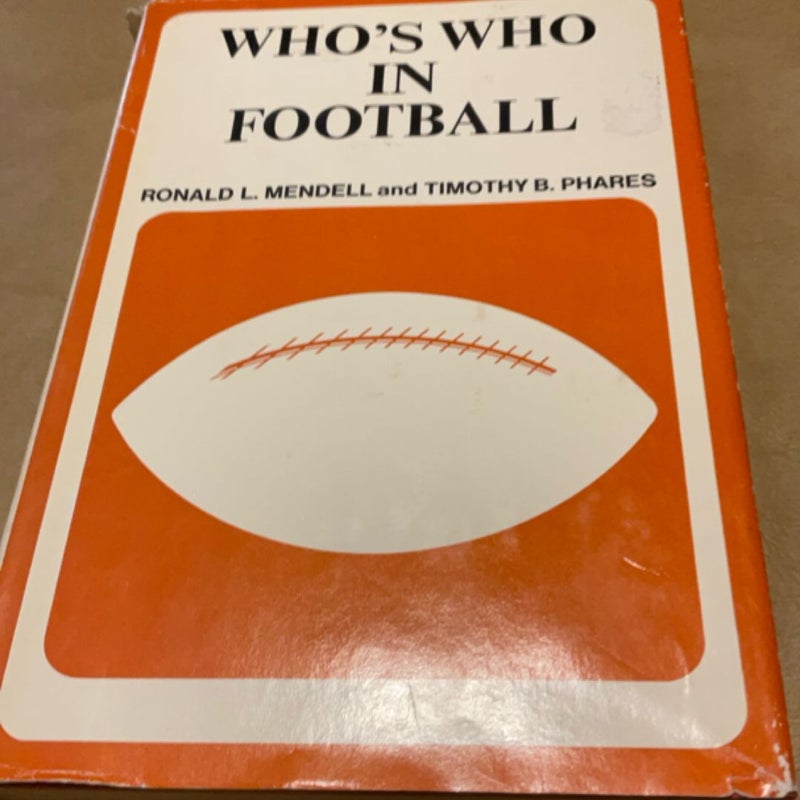 WHO'S WHO
IN
FOOTBALL
RONALD L. MENDELL and TIMOTHY B. PHARES